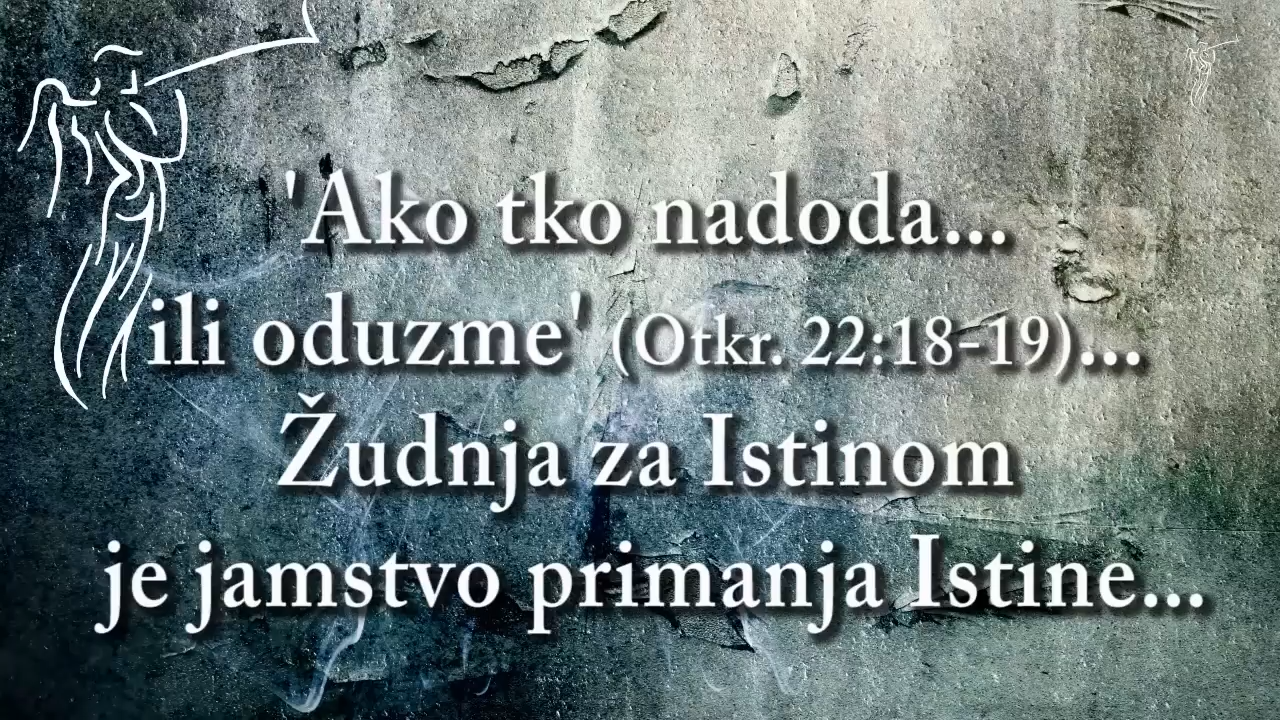 'Ako tko nadoda...
ili oduzme' (Otkr. 22:18-19)...
Žudnja za Istinom
je jamstvo primanja Istine...